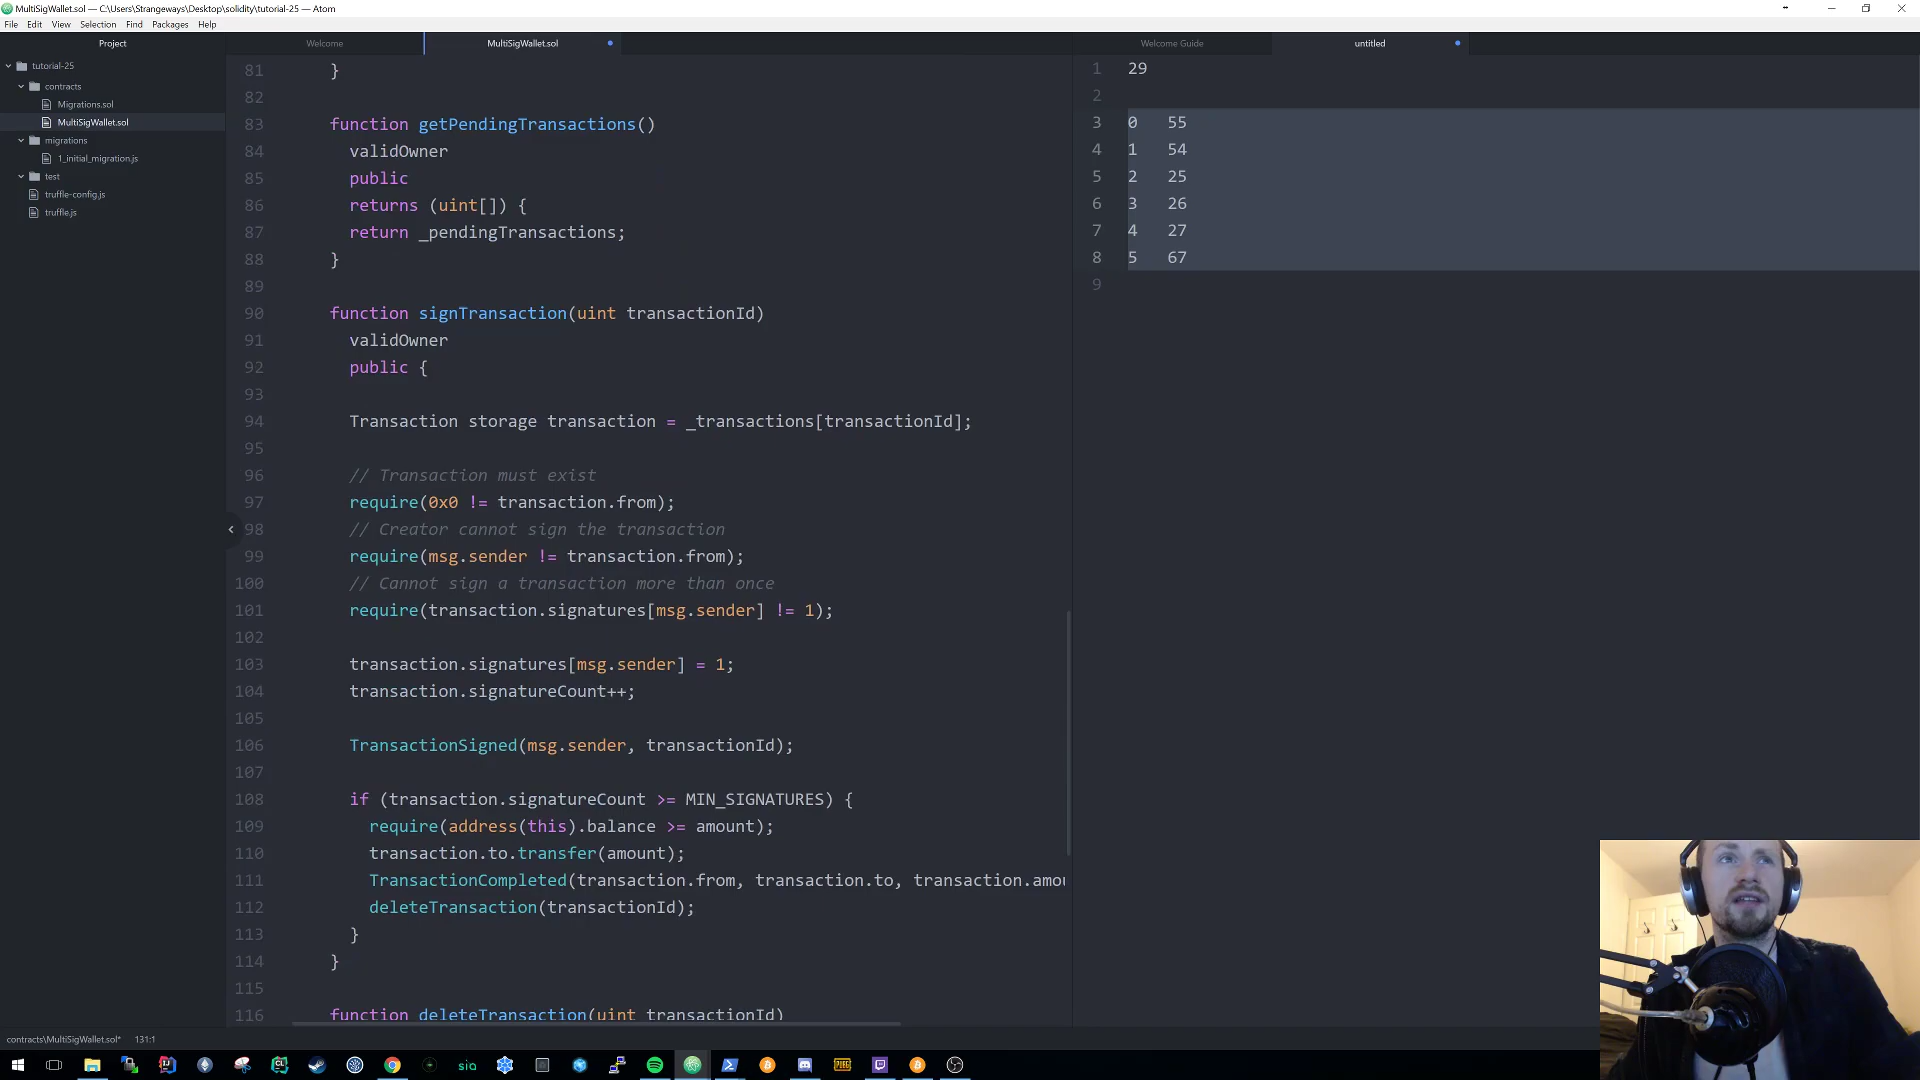 MultiSigWallet.sol — C:\Users\Strangeways\Desktop\solidity\tutorial-25 — Atom
File Edit View Selection Find Packages Help
Project
tutorial-25
contracts
Migrations.sol
MultiSigWallet.sol
migrations
1_initial_migration.js
test
truffle-config.js
truffle.js
Welcome
MultiSigWallet.sol
81 }
82
83 function getPendingTransactions()
84 validOwner
85 public
86 returns (uint[]) {
87 return _pendingTransactions;
88 }
89
90 function signTransaction(uint transactionId)
91 validOwner
92 public {
93
94 Transaction storage transaction = _transactions[transactionId];
95
96 // Transaction must exist
97 require(0x0 != transaction.from);
98 // Creator cannot sign the transaction
99 require(msg.sender != transaction.from);
100 // Cannot sign a transaction more than once
101 require(transaction.signatures[msg.sender] != 1);
102
103 transaction.signatures[msg.sender] = 1;
104 transaction.signatureCount++;
105
106 TransactionSigned(msg.sender, transactionId);
107
108 if (transaction.signatureCount >= MIN_SIGNATURES) {
109 require(address(this).balance >= amount);
110 transaction.to.transfer(amount);
111 TransactionCompleted(transaction.from, transaction.to, transaction.amou
112 deleteTransaction(transactionId);
113 }
114 }
115
116 function deleteTransaction(uint transactionId)
Welcome Guide
untitled
1 29
2
3 0 55
4 1 54
5 2 25
6 3 26
7 4 27
8 5 67
9
contracts\MultiSigWallet.sol* 131:1
sia
PUBG